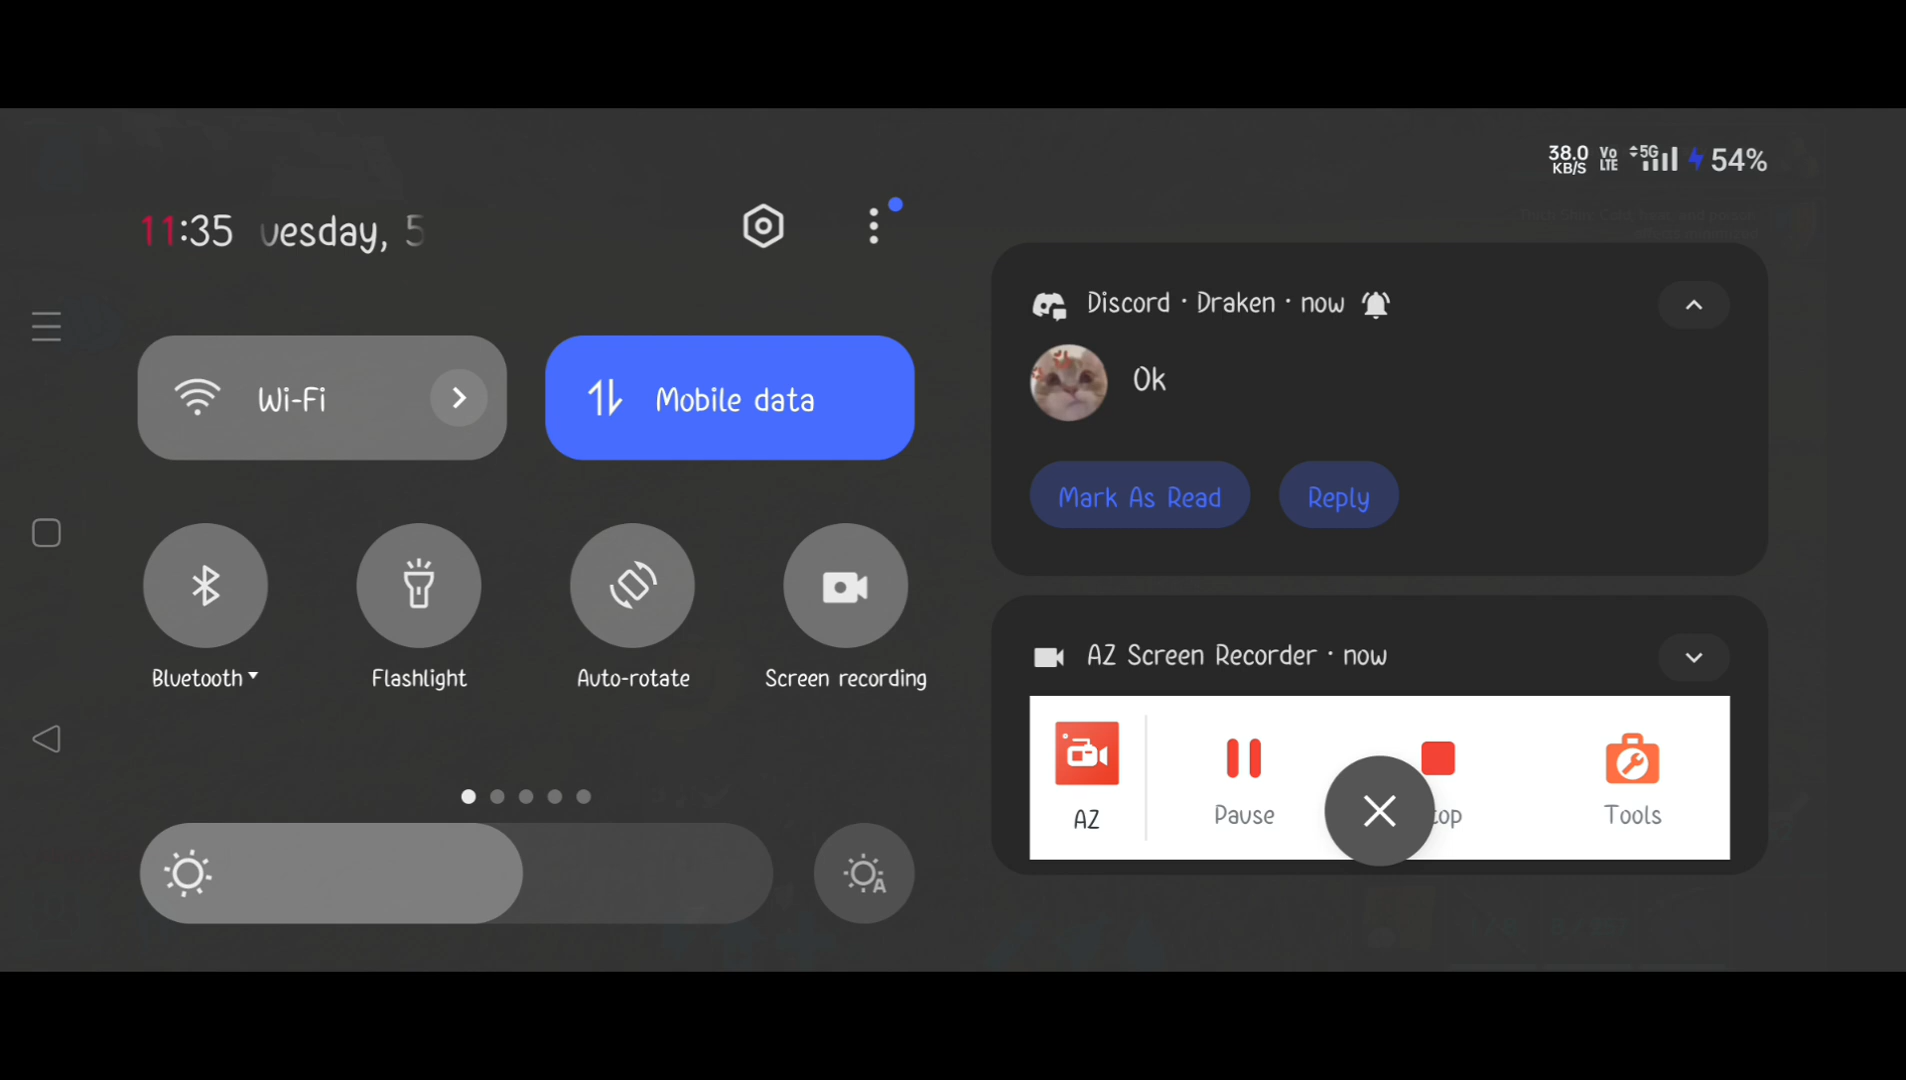 38.0 KB/S Vo LTE 5G 54%
11:35 uesday, 5
Wi-Fi
Mobile data
Bluetooth
Flashlight
Auto-rotate
Screen recording
A
Discord · Draken · now
Ok
Mark As Read
Reply
AZ Screen Recorder · now
AZ
Pause
top
Tools